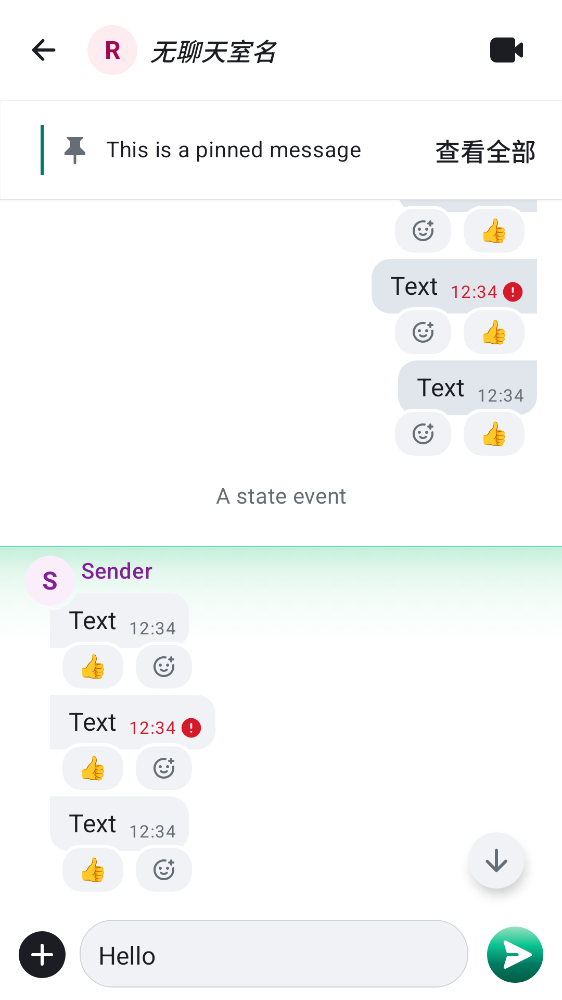 R 无聊天室名
This is a pinned message 查看全部
Text 12:34
Text 12:34
A state event
S Sender
Text 12:34
Text 12:34
Text 12:34
Hello